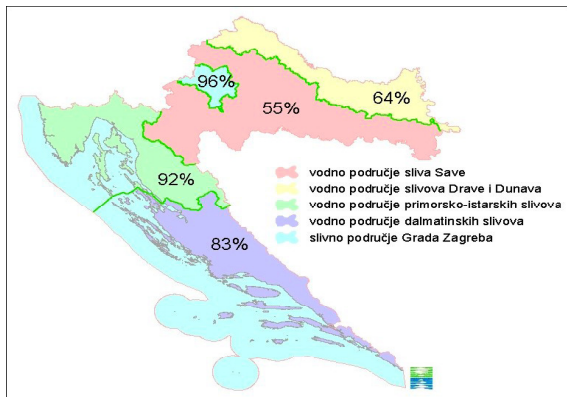 96%
64%
55%
92%
83%
vodno područje sliva Save
vodno područje slivova Drave i Dunava
vodno područje primorsko-istarskih slivova
vodno područje dalmatinskih slivova
slivno područje Grada Zagreba